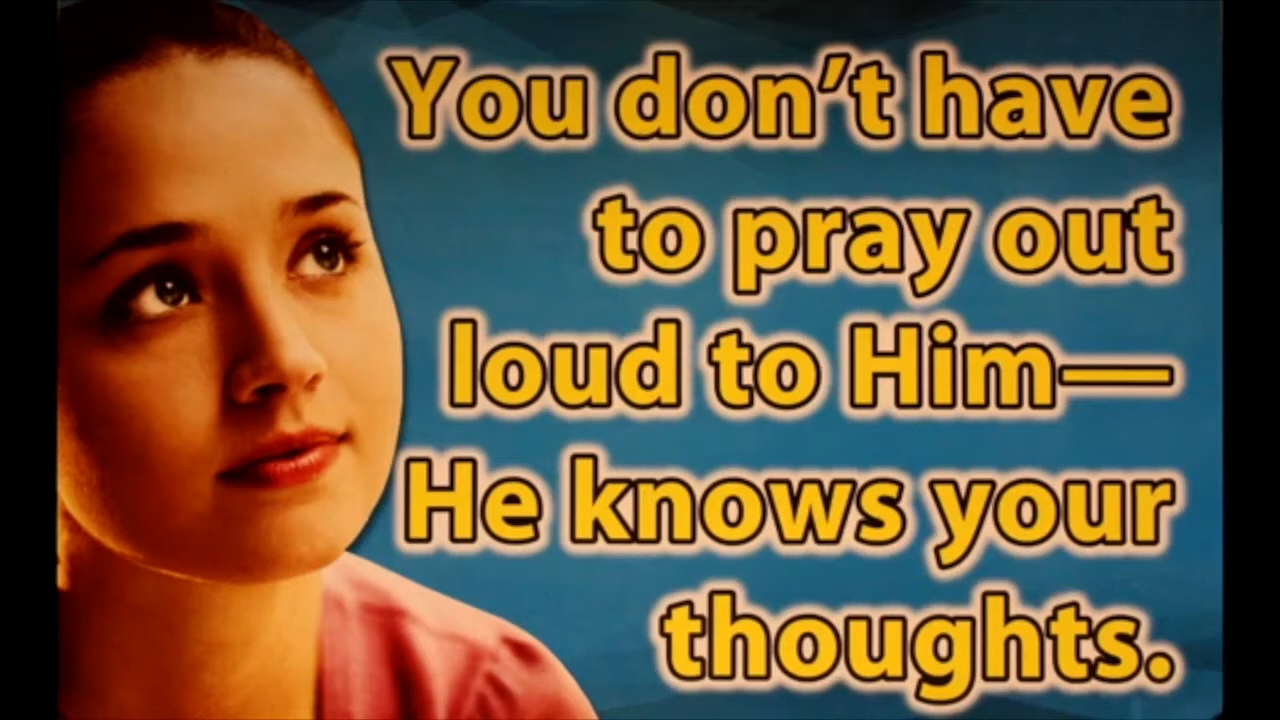 You don’t have
to pray out
loud to Him—
He knows your
thoughts.